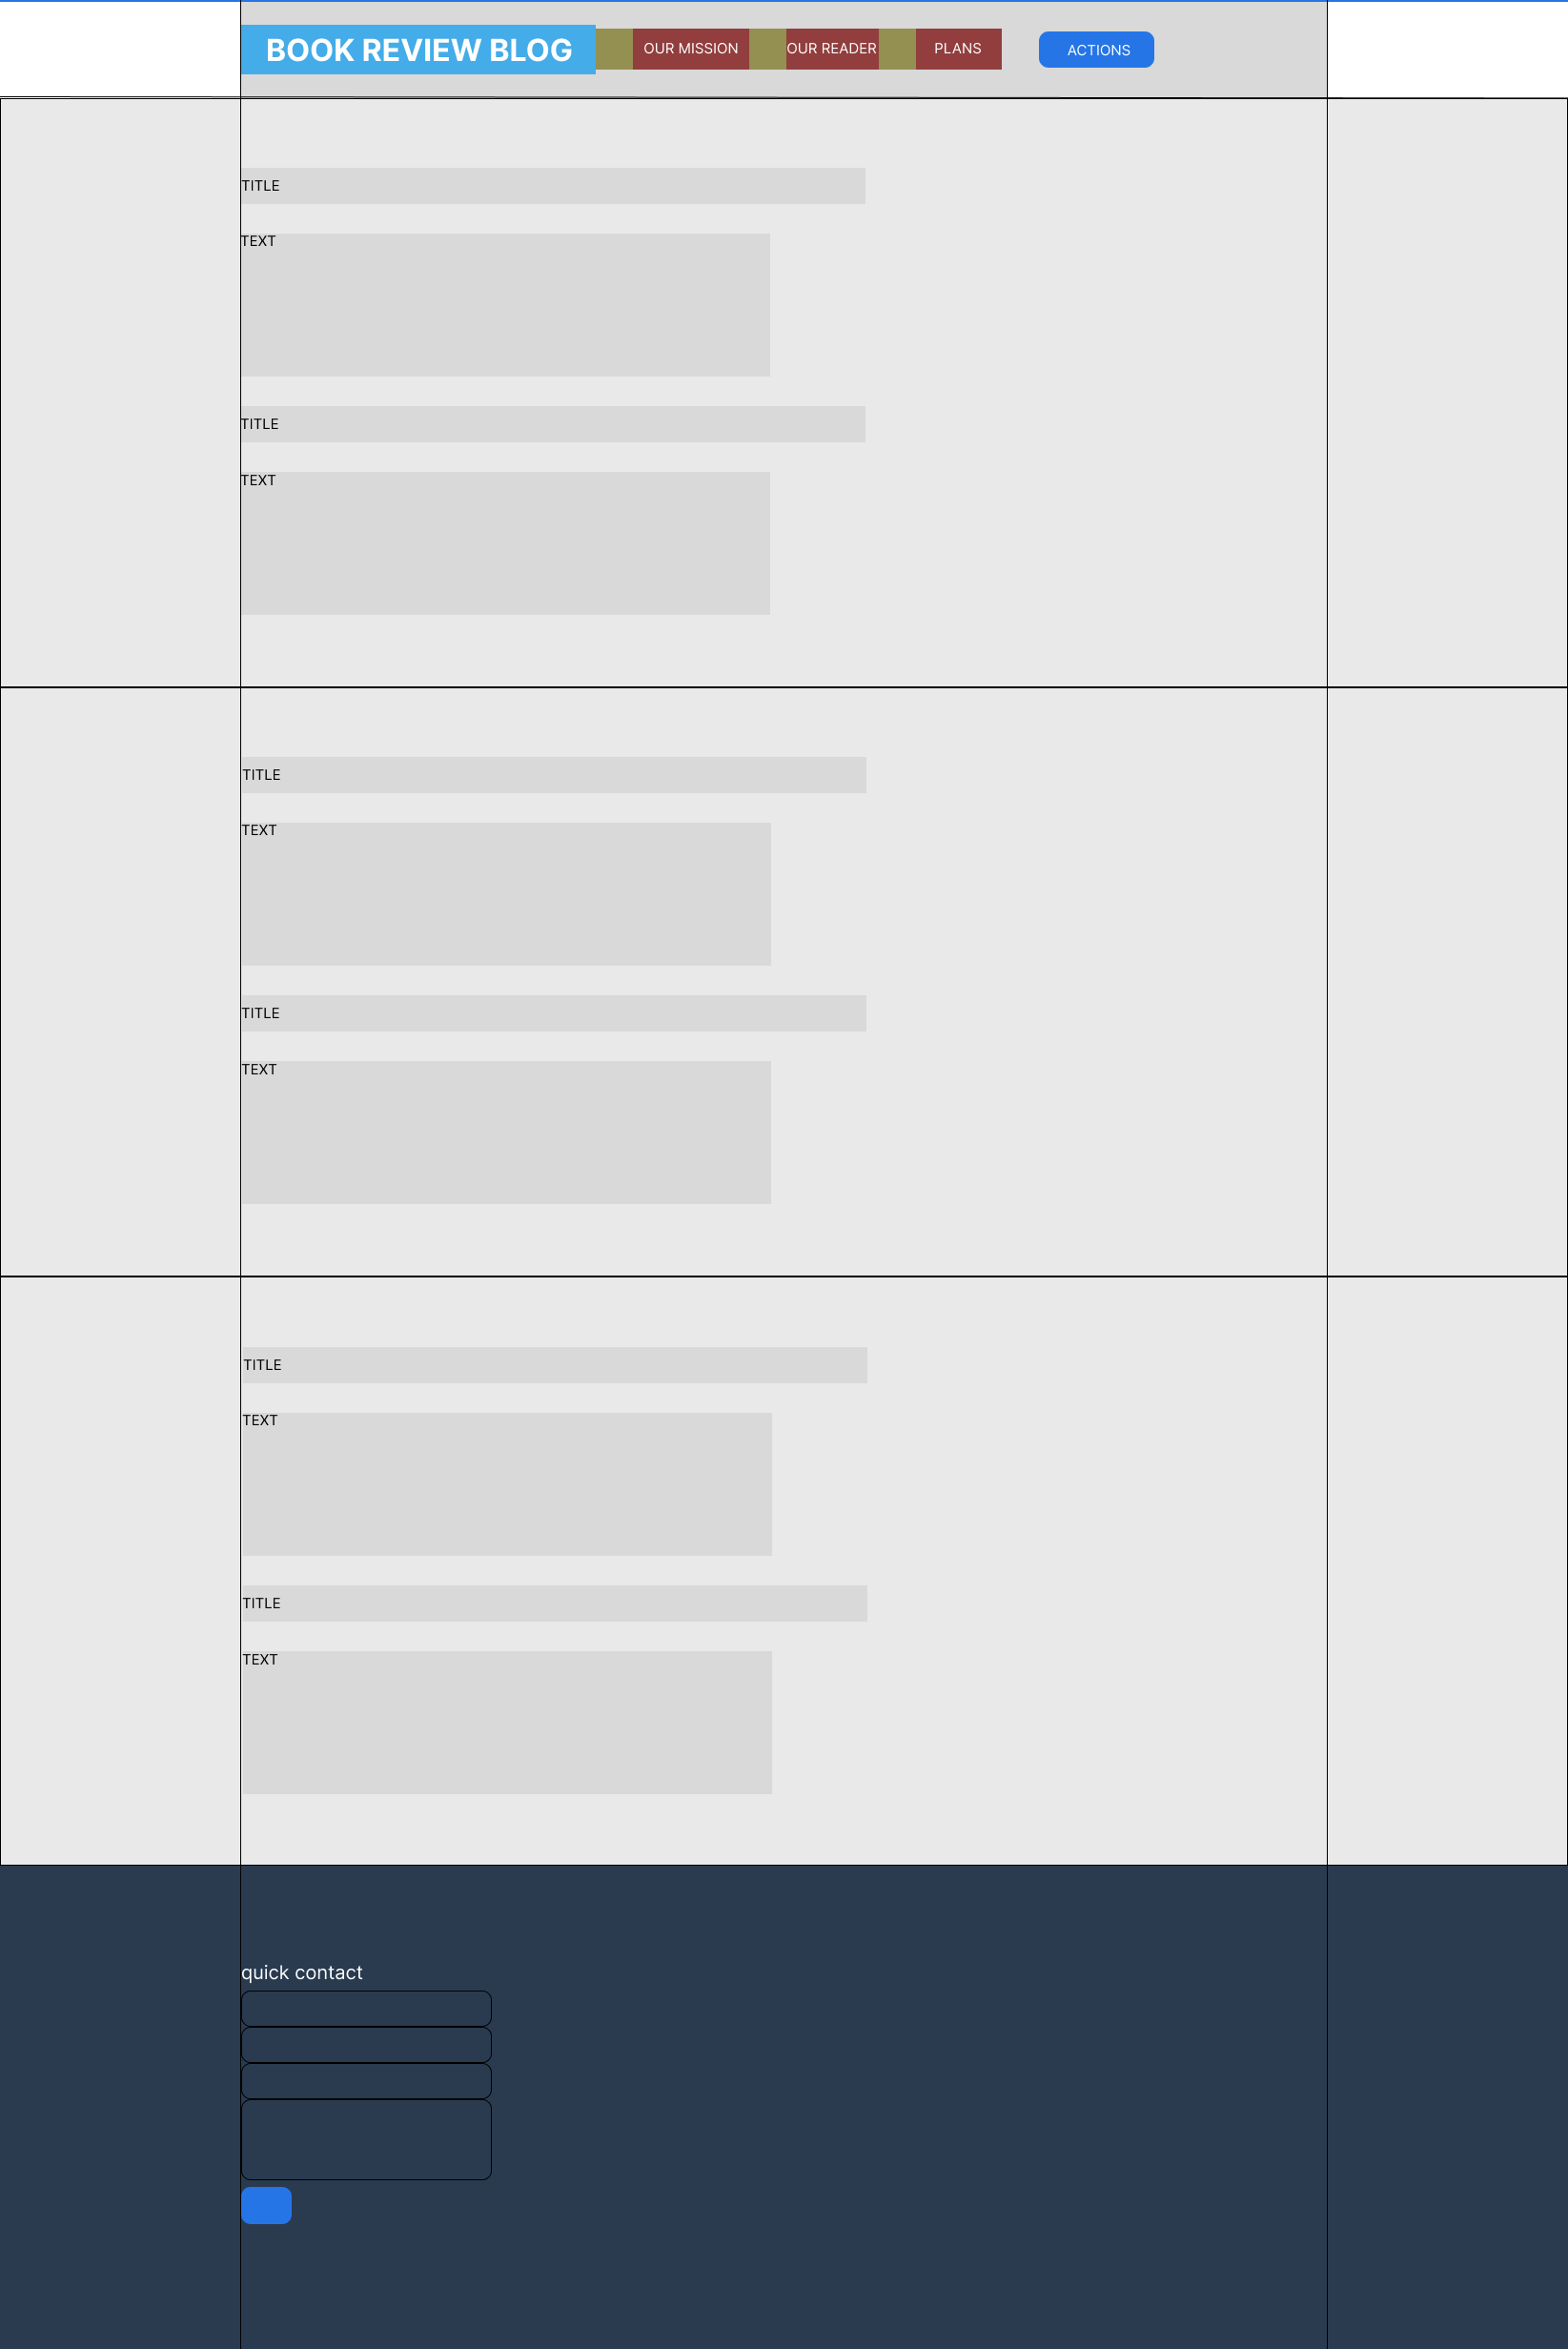 BOOK REVIEW BLOG
OUR MISSION
OUR READER
PLANS
ACTIONS
TITLE
TEXT
TITLE
TEXT
TITLE
TEXT
TITLE
TEXT
TITLE
TEXT
TITLE
TEXT
quick contact